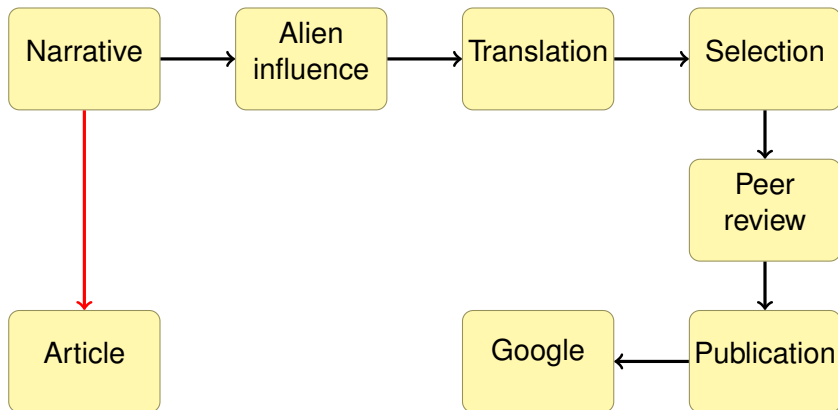 Narrative
Alien
influence
Translation
Selection
Peer
review
Article
Google
Publication